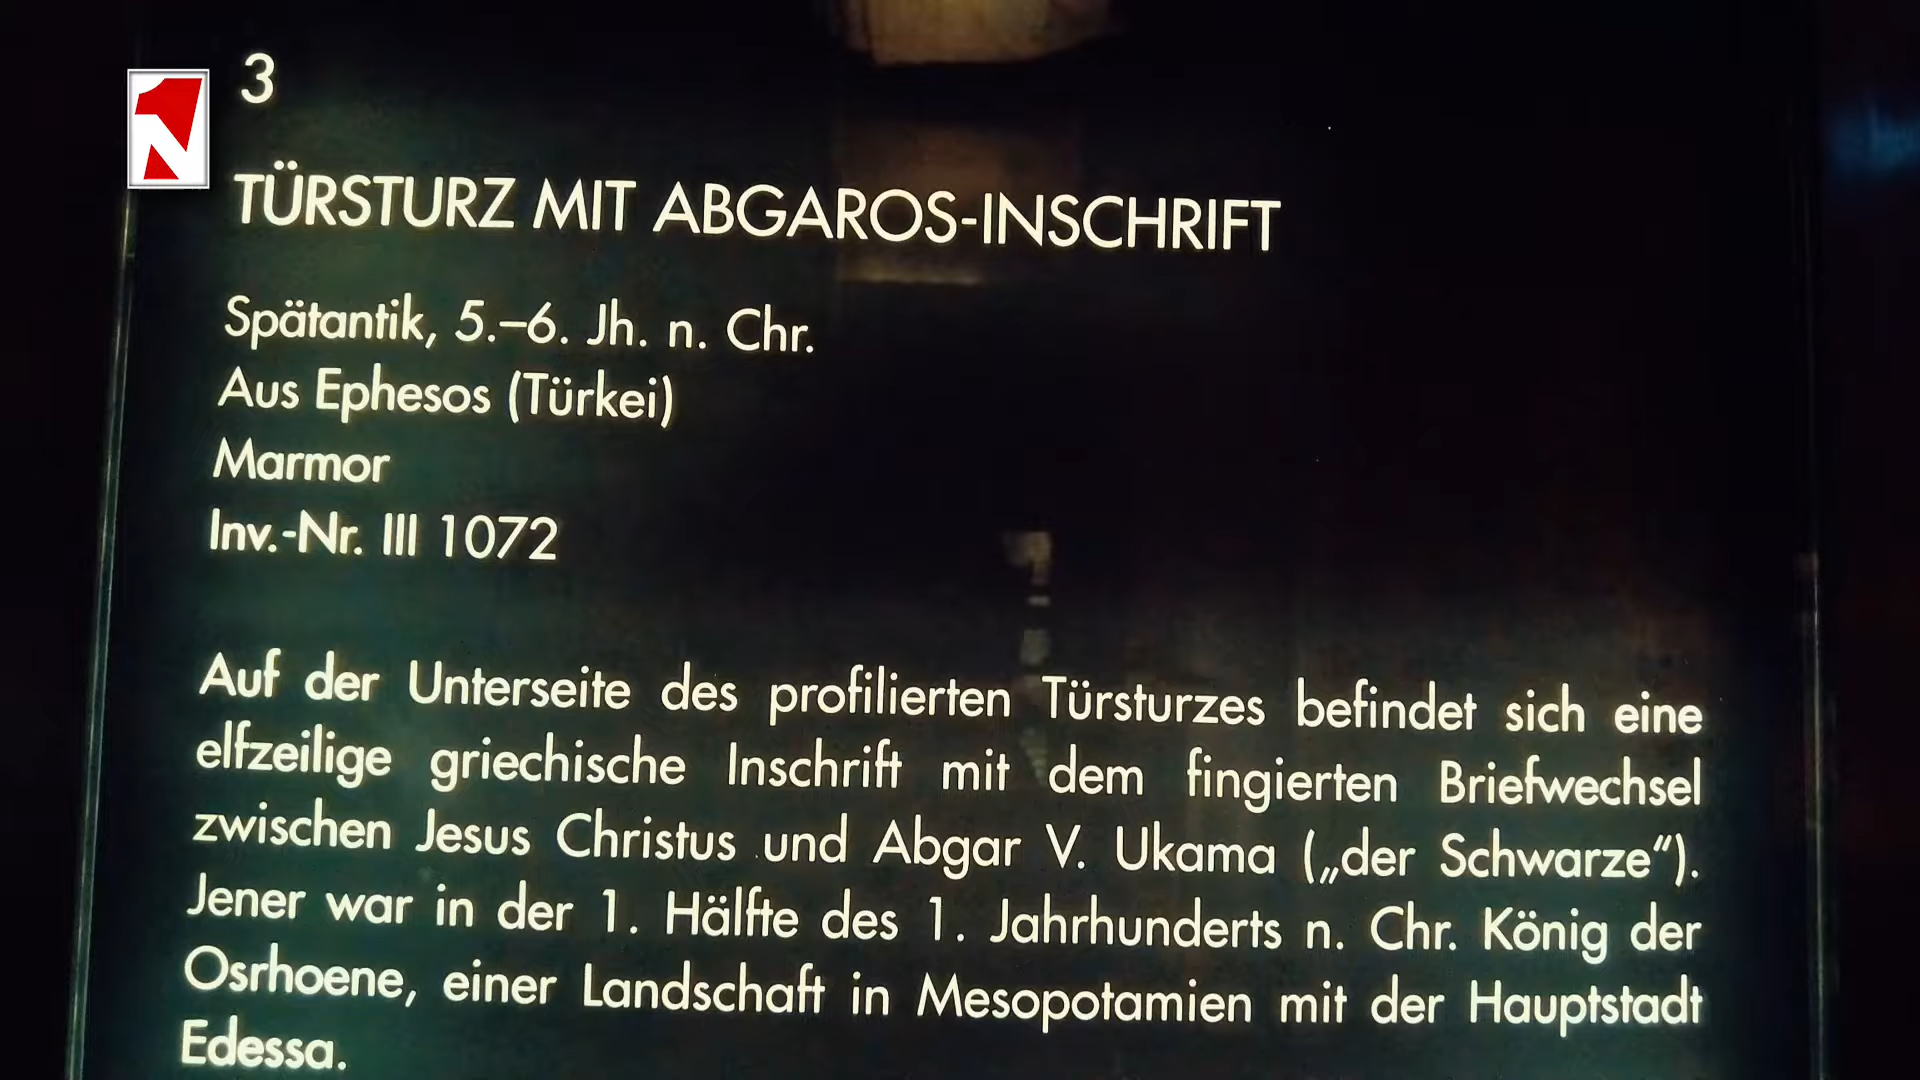 3
TÜRSTURZ MIT ABGAROS-INSCHRIFT
Spätantik, 5.–6. Jh. n. Chr.
Aus Ephesos (Türkei)
Marmor
Inv.-Nr. III 1072
Auf der Unterseite des profilierten Türsturzes befindet sich eine
elfzeilige griechische Inschrift mit dem fingierten Briefwechsel
zwischen Jesus Christus und Abgar V. Ukama („der Schwarze“).
Jener war in der 1. Hälfte des 1. Jahrhunderts n. Chr. König der
Osrhoene, einer Landschaft in Mesopotamien mit der Hauptstadt
Edessa.
1N